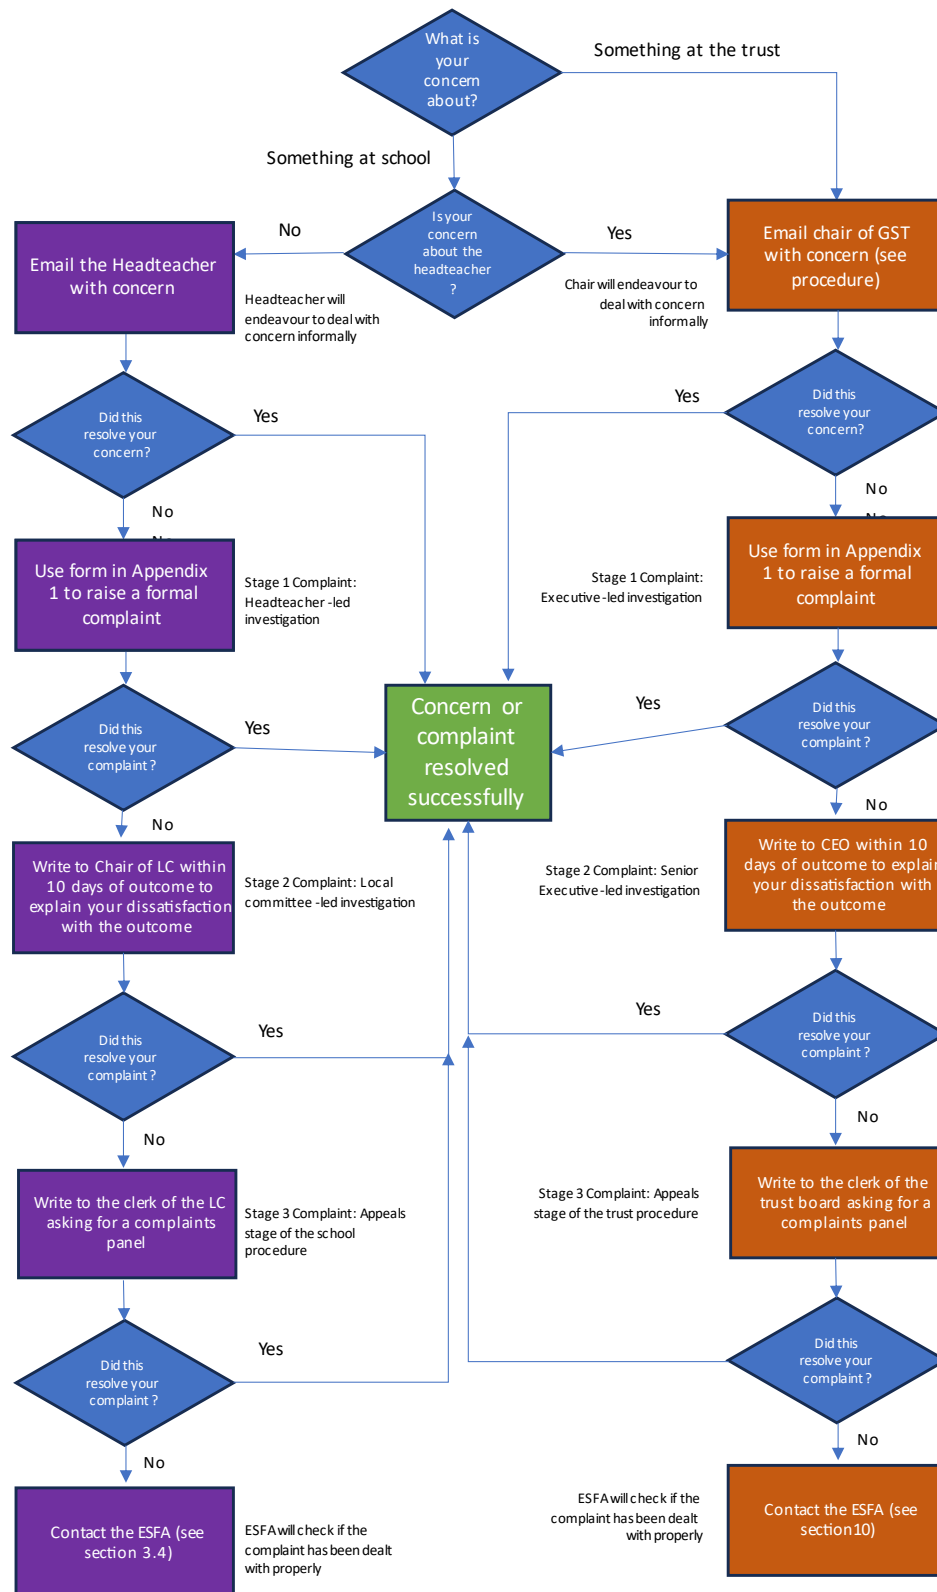 What is
your
concern
about?
Something at the trust
Something at school
Is your
concern
about the
headteacher
?
No
Yes
Email the Headteacher
with concern
Email chair of GST
with concern (see
procedure)
Headteacher will
endeavour to deal with
concern informally
Chair will endeavour to
deal with concern
informally
Did this
resolve your
concern?
Yes
Yes
Did this
resolve your
concern?
No
No
No
No
Use form in Appendix
1 to raise a formal
complaint
Stage 1 Complaint:
Headteacher -led
investigation
Stage 1 Complaint:
Executive -led investigation
Use form in Appendix
1 to raise a formal
complaint
Concern or
complaint
resolved
successfully
Did this
resolve your
complaint ?
Yes
Yes
Did this
resolve your
complaint ?
No
No
Write to Chair of LC within
10 days of outcome to
explain your dissatisfaction
with the outcome
Stage 2 Complaint: Local
committee -led investigation
Stage 2 Complaint: Senior
Executive -led investigation
Write to CEO within 10
days of outcome to explain
your dissatisfaction with
the outcome
Did this
resolve your
complaint ?
Yes
Yes
Did this
resolve your
complaint ?
No
No
Write to the clerk of the LC
asking for a complaints
panel
Stage 3 Complaint: Appeals
stage of the school
procedure
Stage 3 Complaint: Appeals
stage of the trust procedure
Write to the clerk of the
trust board asking for a
complaints panel
Did this
resolve your
complaint ?
Yes
Did this
resolve your
complaint ?
No
No
Contact the ESFA (see
section 3.4)
ESFA will check if the
complaint has been dealt
with properly
ESFA will check if the
complaint has been dealt
with properly
Contact the ESFA (see
section 10)